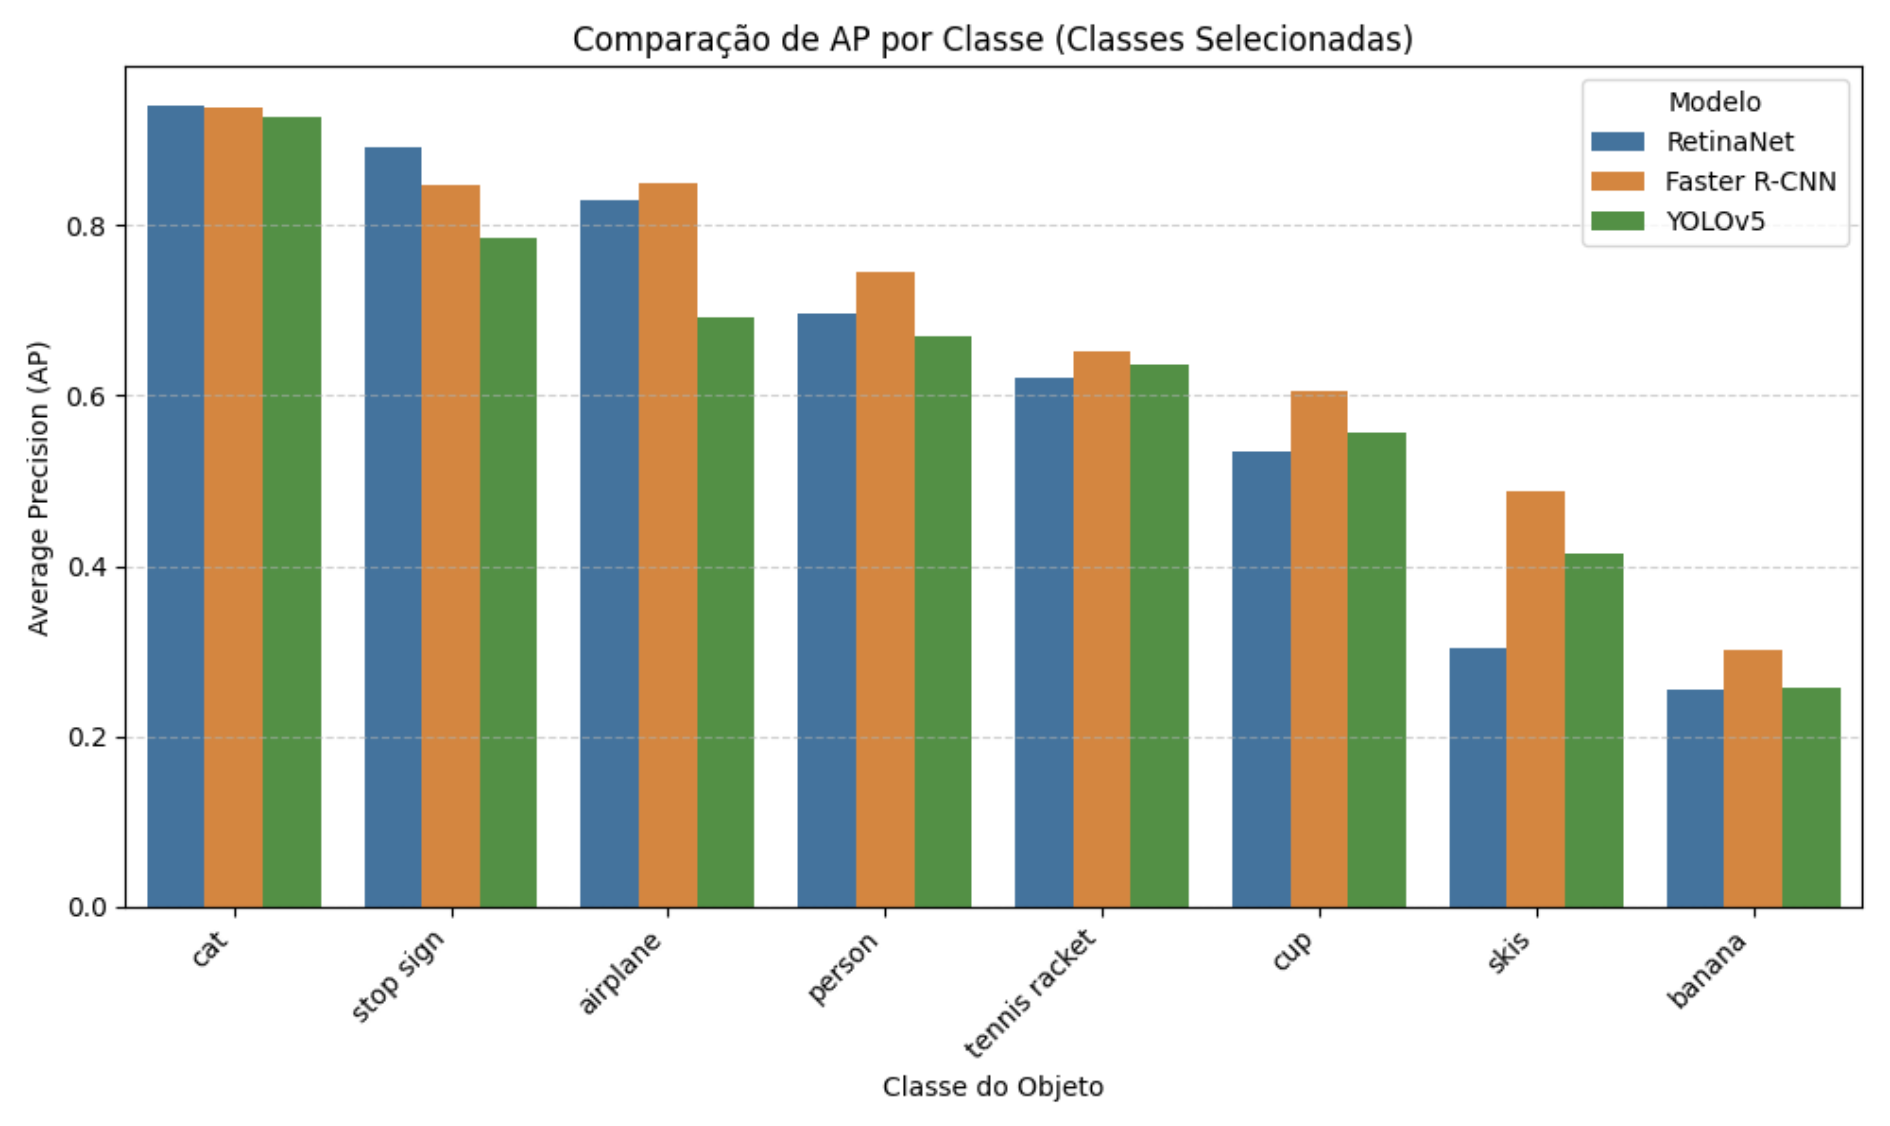 Comparação de AP por Classe (Classes Selecionadas)
Modelo
RetinaNet
Faster R-CNN
YOLOv5
Average Precision (AP)
0.8
0.6
0.4
0.2
0.0
cat
stop sign
airplane
person
tennis racket
cup
skis
banana
Classe do Objeto